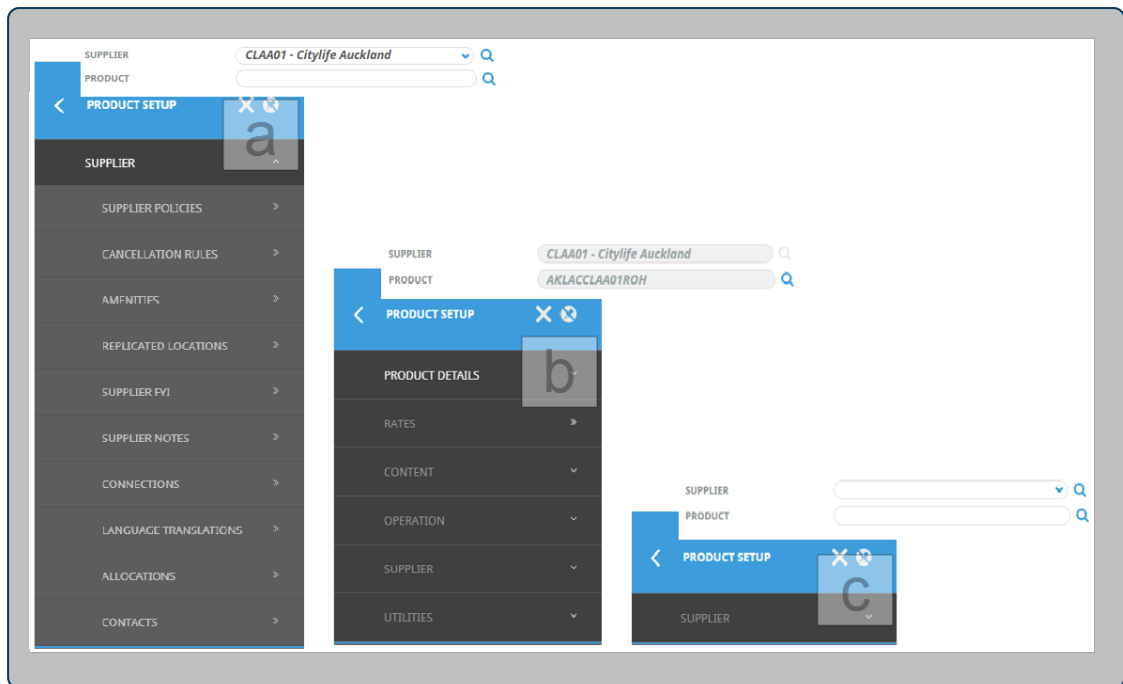 SUPPLIER CLAA01 - Citylife Auckland
PRODUCT
PRODUCT SETUP
a
SUPPLIER
SUPPLIER POLICIES
CANCELLATION RULES
AMENITIES
REPLICATED LOCATIONS
SUPPLIER FYI
SUPPLIER NOTES
CONNECTIONS
LANGUAGE TRANSLATIONS
ALLOCATIONS
CONTACTS
SUPPLIER CLAA01 - Citylife Auckland
PRODUCT AKLACCLAA01ROH
PRODUCT SETUP
b
PRODUCT DETAILS
RATES
CONTENT
OPERATION
SUPPLIER
UTILITIES
SUPPLIER
PRODUCT
PRODUCT SETUP
c
SUPPLIER